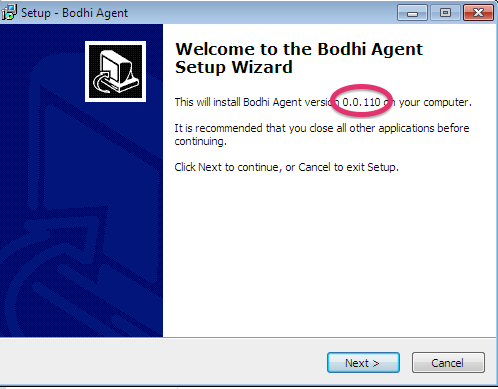 Setup - Bodhi Agent
Welcome to the Bodhi Agent
Setup Wizard
This will install Bodhi Agent version 0.0.110 on your computer.
It is recommended that you close all other applications before
continuing.
Click Next to continue, or Cancel to exit Setup.
Next >
Cancel